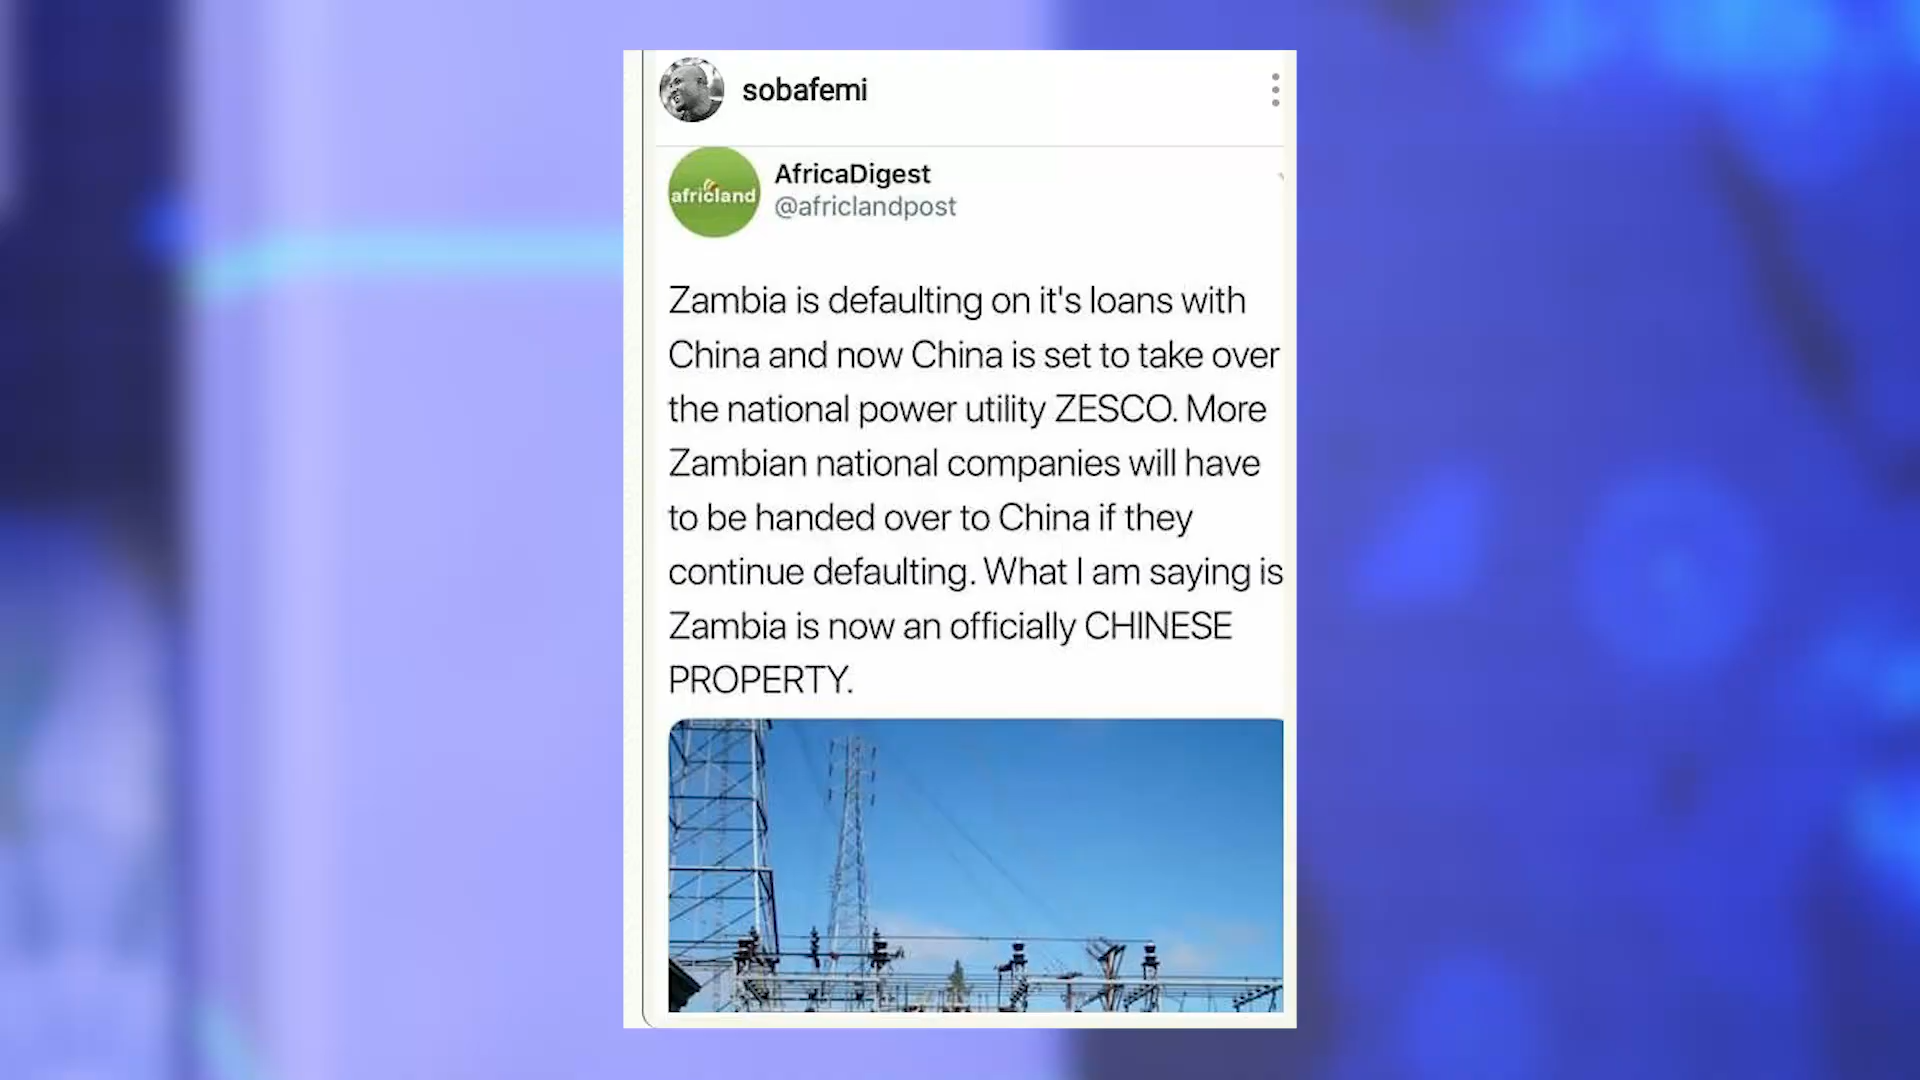 sobafemi
africland
AfricaDigest
@africlandpost
Zambia is defaulting on it's loans with
China and now China is set to take over
the national power utility ZESCO. More
Zambian national companies will have
to be handed over to China if they
continue defaulting. What I am saying is
Zambia is now an officially CHINESE
PROPERTY.